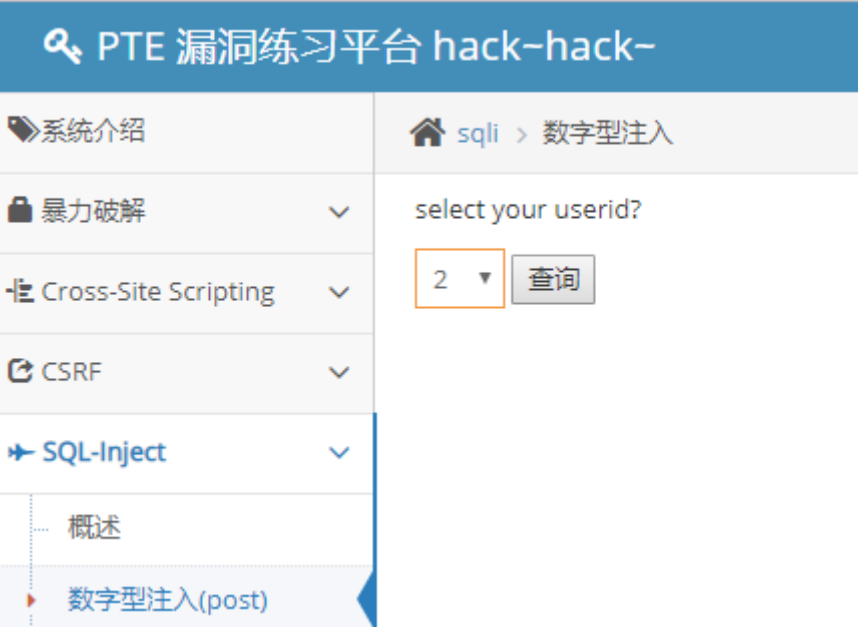 PTE 漏洞练习平台 hack~hack~
系统介绍
暴力破解
Cross-Site Scripting
CSRF
SQL-Inject
概述
数字型注入(post)
sqli > 数字型注入
select your userid?
2
查询